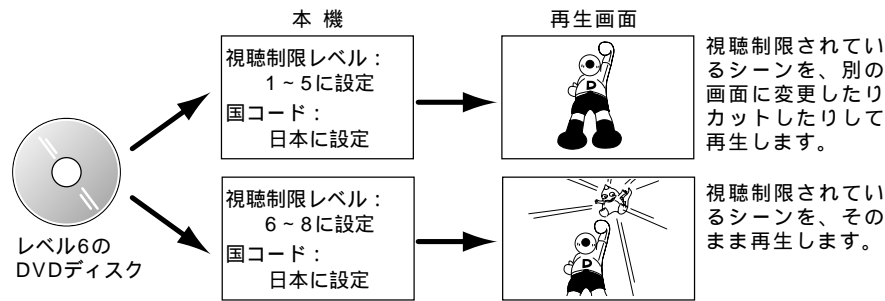 本 機
再生画面
視聴制限レベル：
1~5に設定
国コード：
日本に設定
D
視聴制限されてい
るシーンを、別の
画面に変更したり
カットしたりして
再生します。
レベル6の
DVDディスク
視聴制限レベル：
6~8に設定
国コード：
日本に設定
D
視聴制限されてい
るシーンを、その
まま再生します。